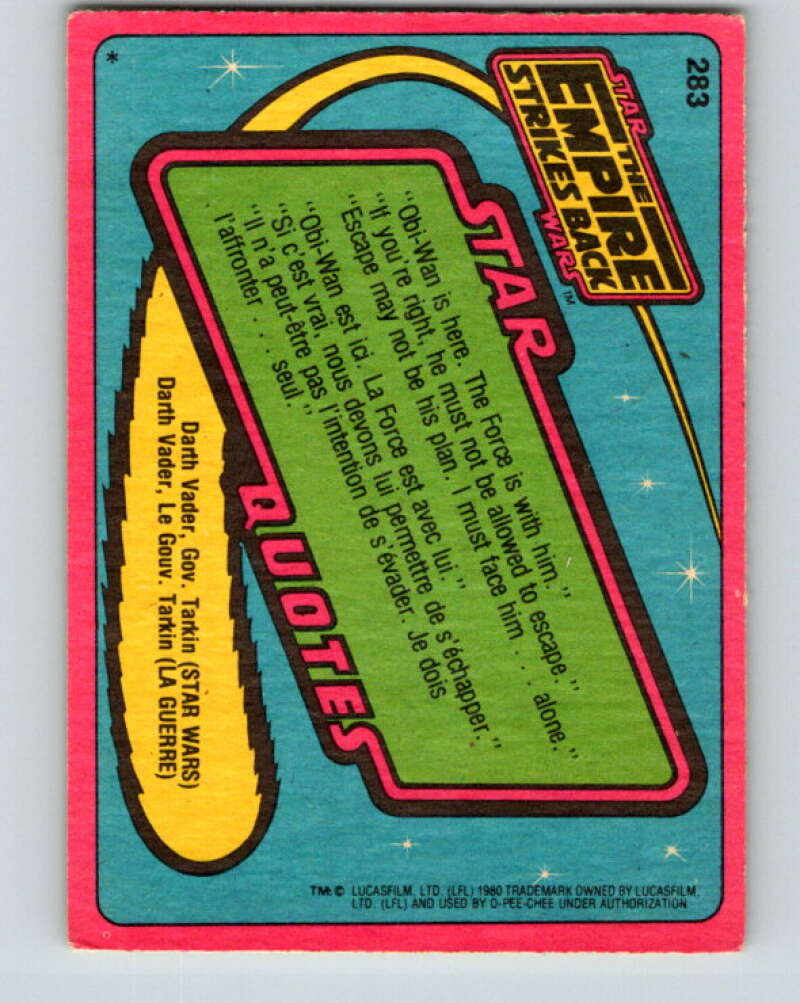 283
STAR
THE
EMPIRE
STRIKES BACK
WARS™
STAR
"Obi-Wan is here. The Force is with him."
"If you're right, he must not be allowed to escape."
"Escape may not be his plan. I must face him . . . alone."
"Obi-Wan est ici. La Force est avec lui."
"Si c'est vrai, nous devons lui permettre de s'échapper."
"Il n'a peut-être pas l'intention de s'évader. Je dois
l'affronter . . . seul."
QUOTES
Darth Vader, Gov. Tarkin (STAR WARS)
Darth Vader, Le Gouv. Tarkin (LA GUERRE)
TM: © LUCASFILM, LTD. (LFL) 1980 TRADEMARK OWNED BY LUCASFILM,
LTD. (LFL) AND USED BY O-PEE-CHEE UNDER AUTHORIZATION
*